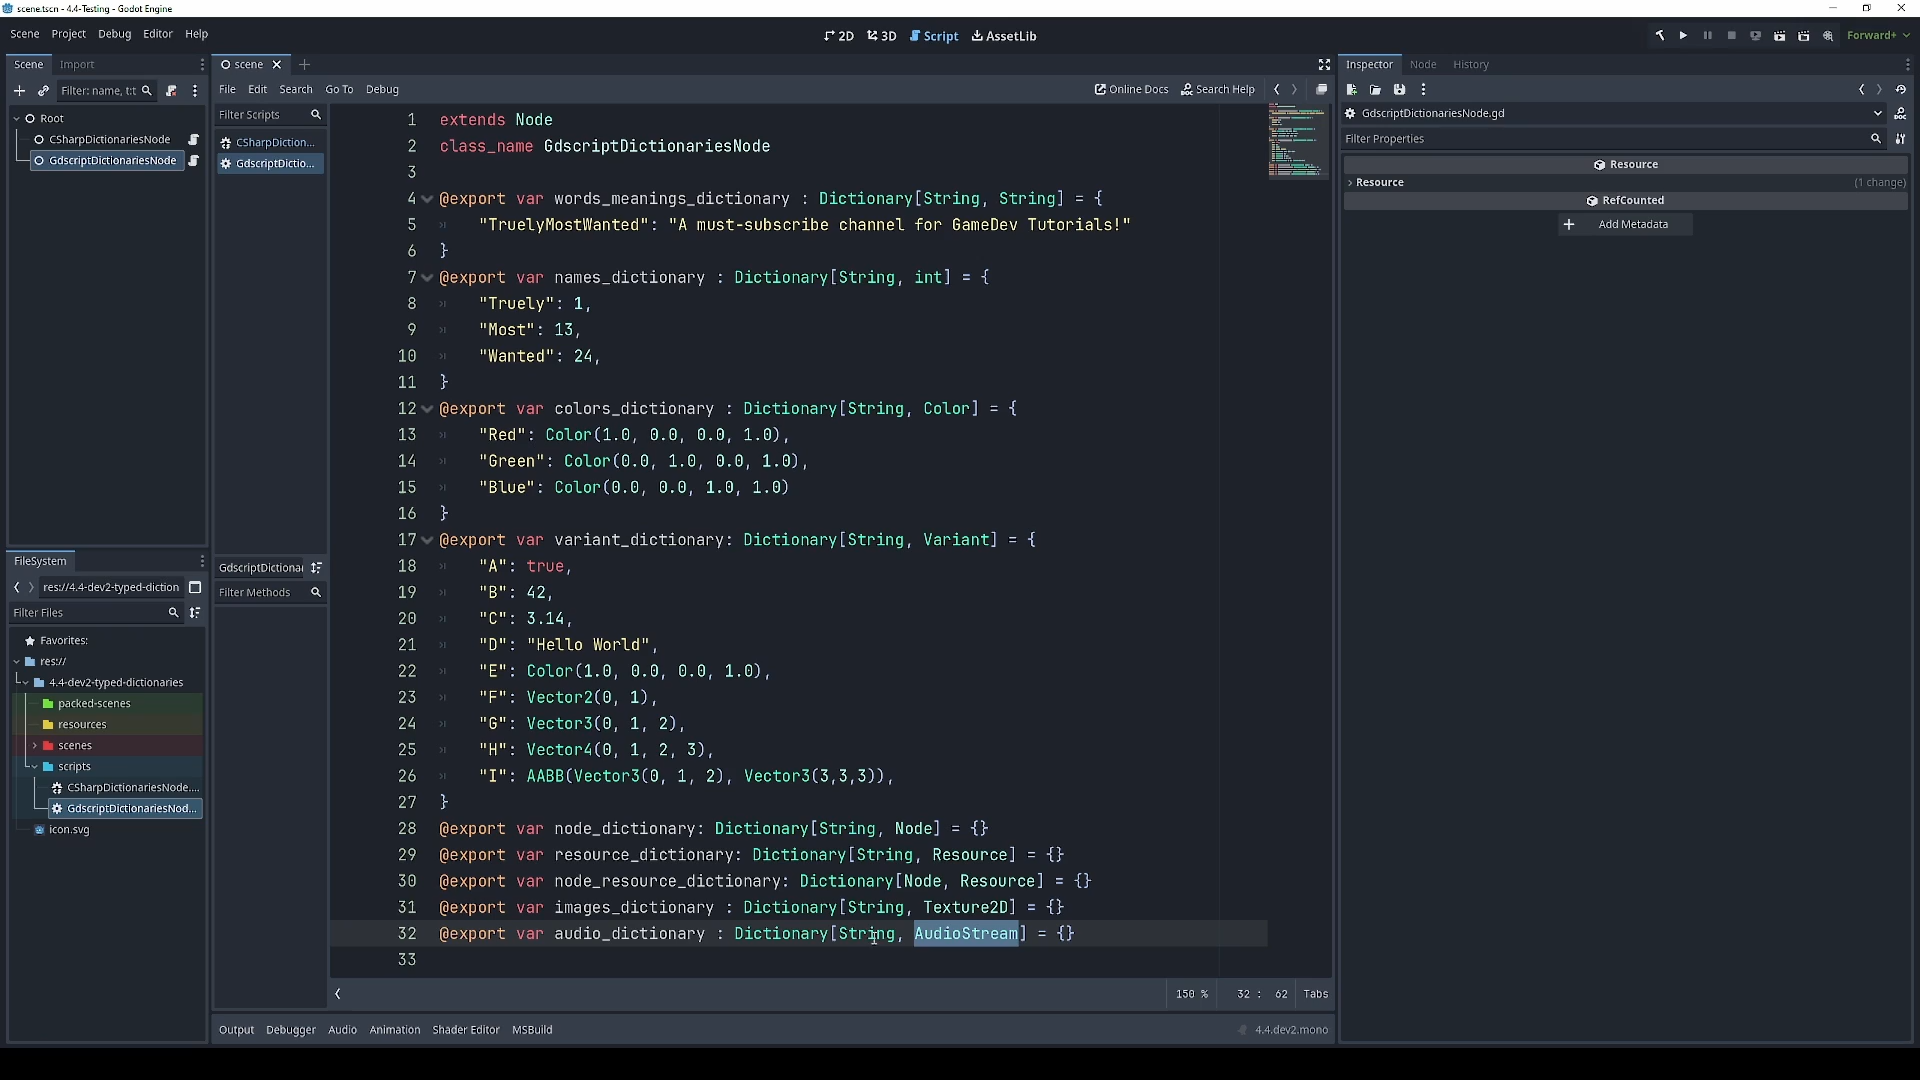 scene.tscn - 4.4-Testing - Godot Engine
Scene Project Debug Editor Help
2D 3D Script AssetLib
Forward+
Scene Import
Filter: name, t:t
Root
CSharpDictionariesNode
GdscriptDictionariesNode
FileSystem
res://4.4-dev2-typed-diction
Filter Files
Favorites:
res://
4.4-dev2-typed-dictionaries
packed-scenes
resources
scenes
scripts
CSharpDictionariesNode....
GdscriptDictionariesNod...
icon.svg
scene
File Edit Search Go To Debug
Online Docs Search Help
Filter Scripts
CSharpDiction...
GdscriptDictio...
GdscriptDictiona
Filter Methods
1 extends Node
2 class_name GdscriptDictionariesNode
3
4 @export var words_meanings_dictionary : Dictionary[String, String] = {
5 "TruelyMostWanted": "A must-subscribe channel for GameDev Tutorials!"
6 }
7 @export var names_dictionary : Dictionary[String, int] = {
8 "Truely": 1,
9 "Most": 13,
10 "Wanted": 24,
11 }
12 @export var colors_dictionary : Dictionary[String, Color] = {
13 "Red": Color(1.0, 0.0, 0.0, 1.0),
14 "Green": Color(0.0, 1.0, 0.0, 1.0),
15 "Blue": Color(0.0, 0.0, 1.0, 1.0)
16 }
17 @export var variant_dictionary: Dictionary[String, Variant] = {
18 "A": true,
19 "B": 42,
20 "C": 3.14,
21 "D": "Hello World",
22 "E": Color(1.0, 0.0, 0.0, 1.0),
23 "F": Vector2(0, 1),
24 "G": Vector3(0, 1, 2),
25 "H": Vector4(0, 1, 2, 3),
26 "I": AABB(Vector3(0, 1, 2), Vector3(3,3,3)),
27 }
28 @export var node_dictionary: Dictionary[String, Node] = {}
29 @export var resource_dictionary: Dictionary[String, Resource] = {}
30 @export var node_resource_dictionary: Dictionary[Node, Resource] = {}
31 @export var images_dictionary : Dictionary[String, Texture2D] = {}
32 @export var audio_dictionary : Dictionary[String, AudioStream] = {}
33
150 % 32 : 62 Tabs
Output Debugger Audio Animation Shader Editor MSBuild
4.4.dev2.mono
Inspector Node History
GdscriptDictionariesNode.gd
Filter Properties
Resource
Resource (1 change)
RefCounted
Add Metadata